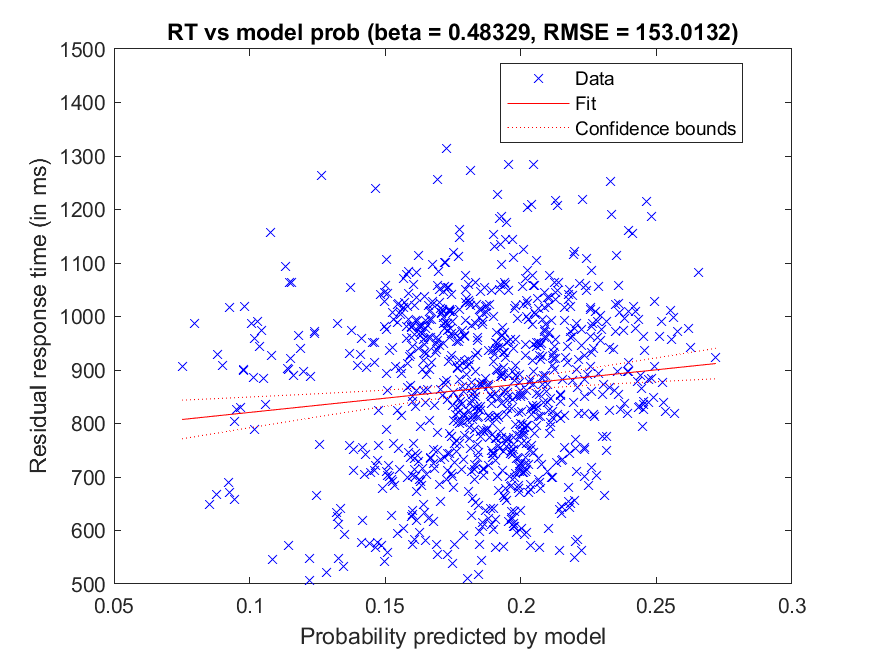 RT vs model prob (beta = 0.48329, RMSE = 153.0132)
1500
1400
1300
1200
1100
1000
900
800
700
600
500
Residual response time (in ms)
Data
Fit
Confidence bounds
0.05 0.1 0.15 0.2 0.25 0.3
Probability predicted by model